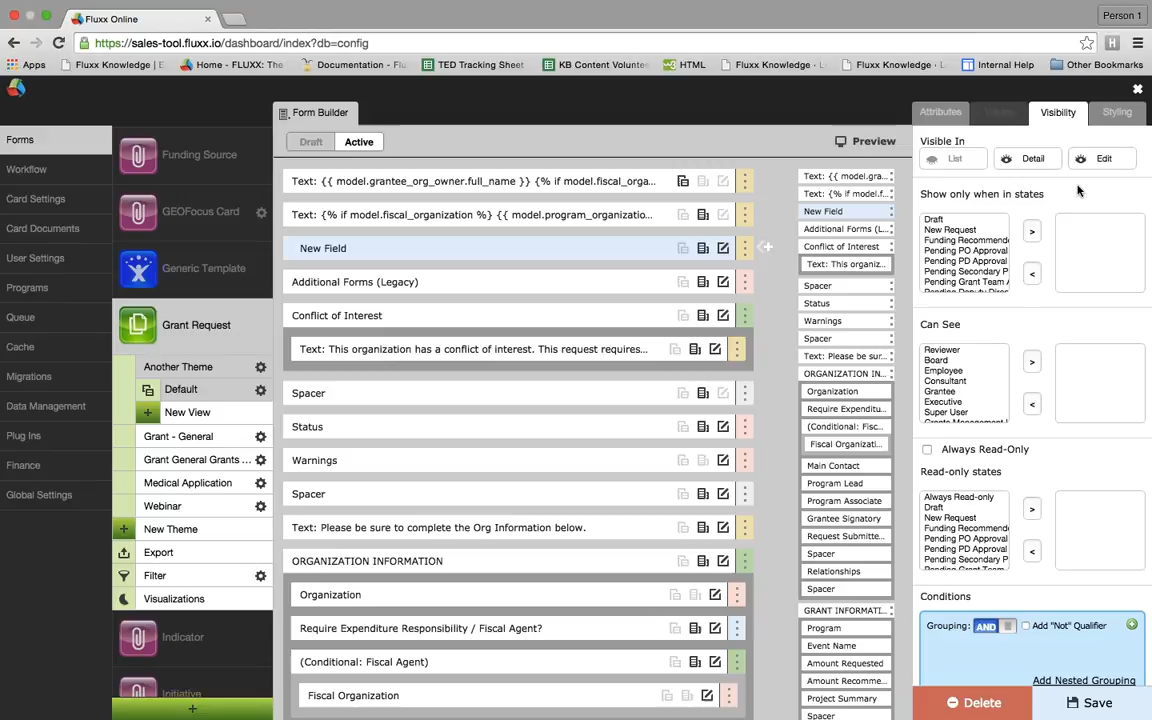 Fluxx Online
Person 1
https://sales-tool.fluxx.io/dashboard/index?db=config
Apps
Fluxx Knowledge | E
Home - FLUXX: The
Documentation - Flu
TED Tracking Sheet
KB Content Voluntee
HTML
Fluxx Knowledge - L
Fluxx Knowledge - L
Internal Help
Other Bookmarks
Form Builder
Attributes
Visibility
Styling
Forms
Workflow
Card Settings
Card Documents
User Settings
Programs
Queue
Cache
Migrations
Data Management
Plug Ins
Finance
Global Settings
Funding Source
GEOFocus Card
Generic Template
Grant Request
Another Theme
Default
New View
Grant - General
Grant General Grants ...
Medical Application
Webinar
New Theme
Export
Filter
Visualizations
Indicator
Initiative
Draft
Active
Preview
Text: {{ model.grantee_org_owner.full_name }} {% if model.fiscal_orga...
Text: {% if model.fiscal_organization %} {{ model.program_organizatio...
New Field
Additional Forms (Legacy)
Conflict of Interest
Text: This organization has a conflict of interest. This request requires...
Spacer
Status
Warnings
Spacer
Text: Please be sure to complete the Org Information below.
ORGANIZATION INFORMATION
Organization
Require Expenditure Responsibility / Fiscal Agent?
(Conditional: Fiscal Agent)
Fiscal Organization
Text: {{ model.gra...
Text: {% if model.f...
New Field
Additional Forms (L...
Conflict of Interest
Text: This organiz...
Spacer
Status
Warnings
Spacer
Text: Please be sur...
ORGANIZATION IN...
Organization
Require Expenditu...
(Conditional: Fisc...
Fiscal Organizati...
Main Contact
Program Lead
Program Associate
Grantee Signatory
Request Submitte...
Spacer
Relationships
Spacer
GRANT INFORMATI...
Program
Event Name
Amount Requested
Amount Recomme...
Project Summary
Spacer
Visible In
List
Detail
Edit
Show only when in states
Draft
New Request
Funding Recommend
Pending PO Approval
Pending PD Approval
Pending Secondary P
Pending Grant Team A
Pending Deputy Direc
>
<
Can See
Reviewer
Board
Employee
Consultant
Grantee
Executive
Super User
Grants Management
>
<
Always Read-Only
Read-only states
Always Read-only
Draft
New Request
Funding Recommend
Pending PO Approval
Pending PD Approval
Pending Secondary P
Pending Grant Team
>
<
Conditions
Grouping: AND Add "Not" Qualifier
Add Nested Grouping
Delete
Save